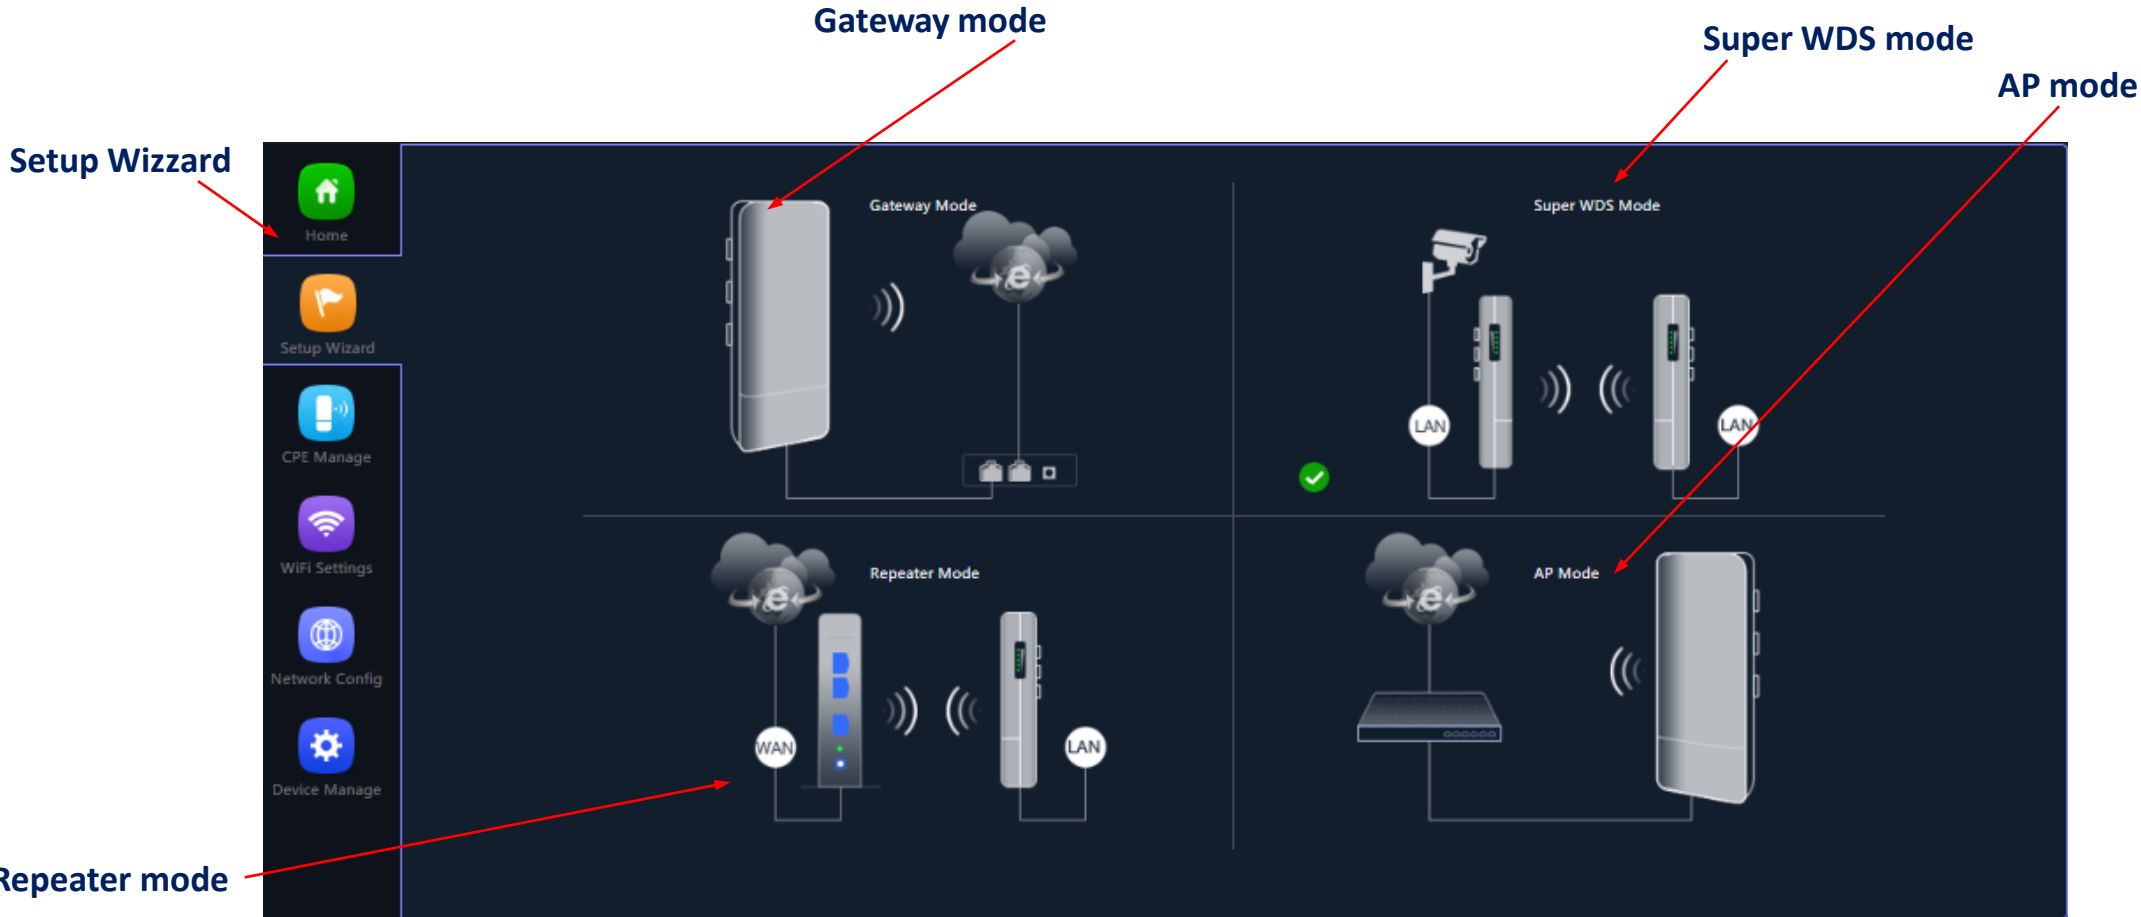 Gateway mode
Super WDS mode
AP mode
Setup Wizzard
Home
Setup Wizard
CPE Manage
WiFi Settings
Network Config
Device Manage
Gateway Mode
e
Super WDS Mode
LAN
LAN
Repeater Mode
e
WAN
LAN
AP Mode
e
Repeater mode